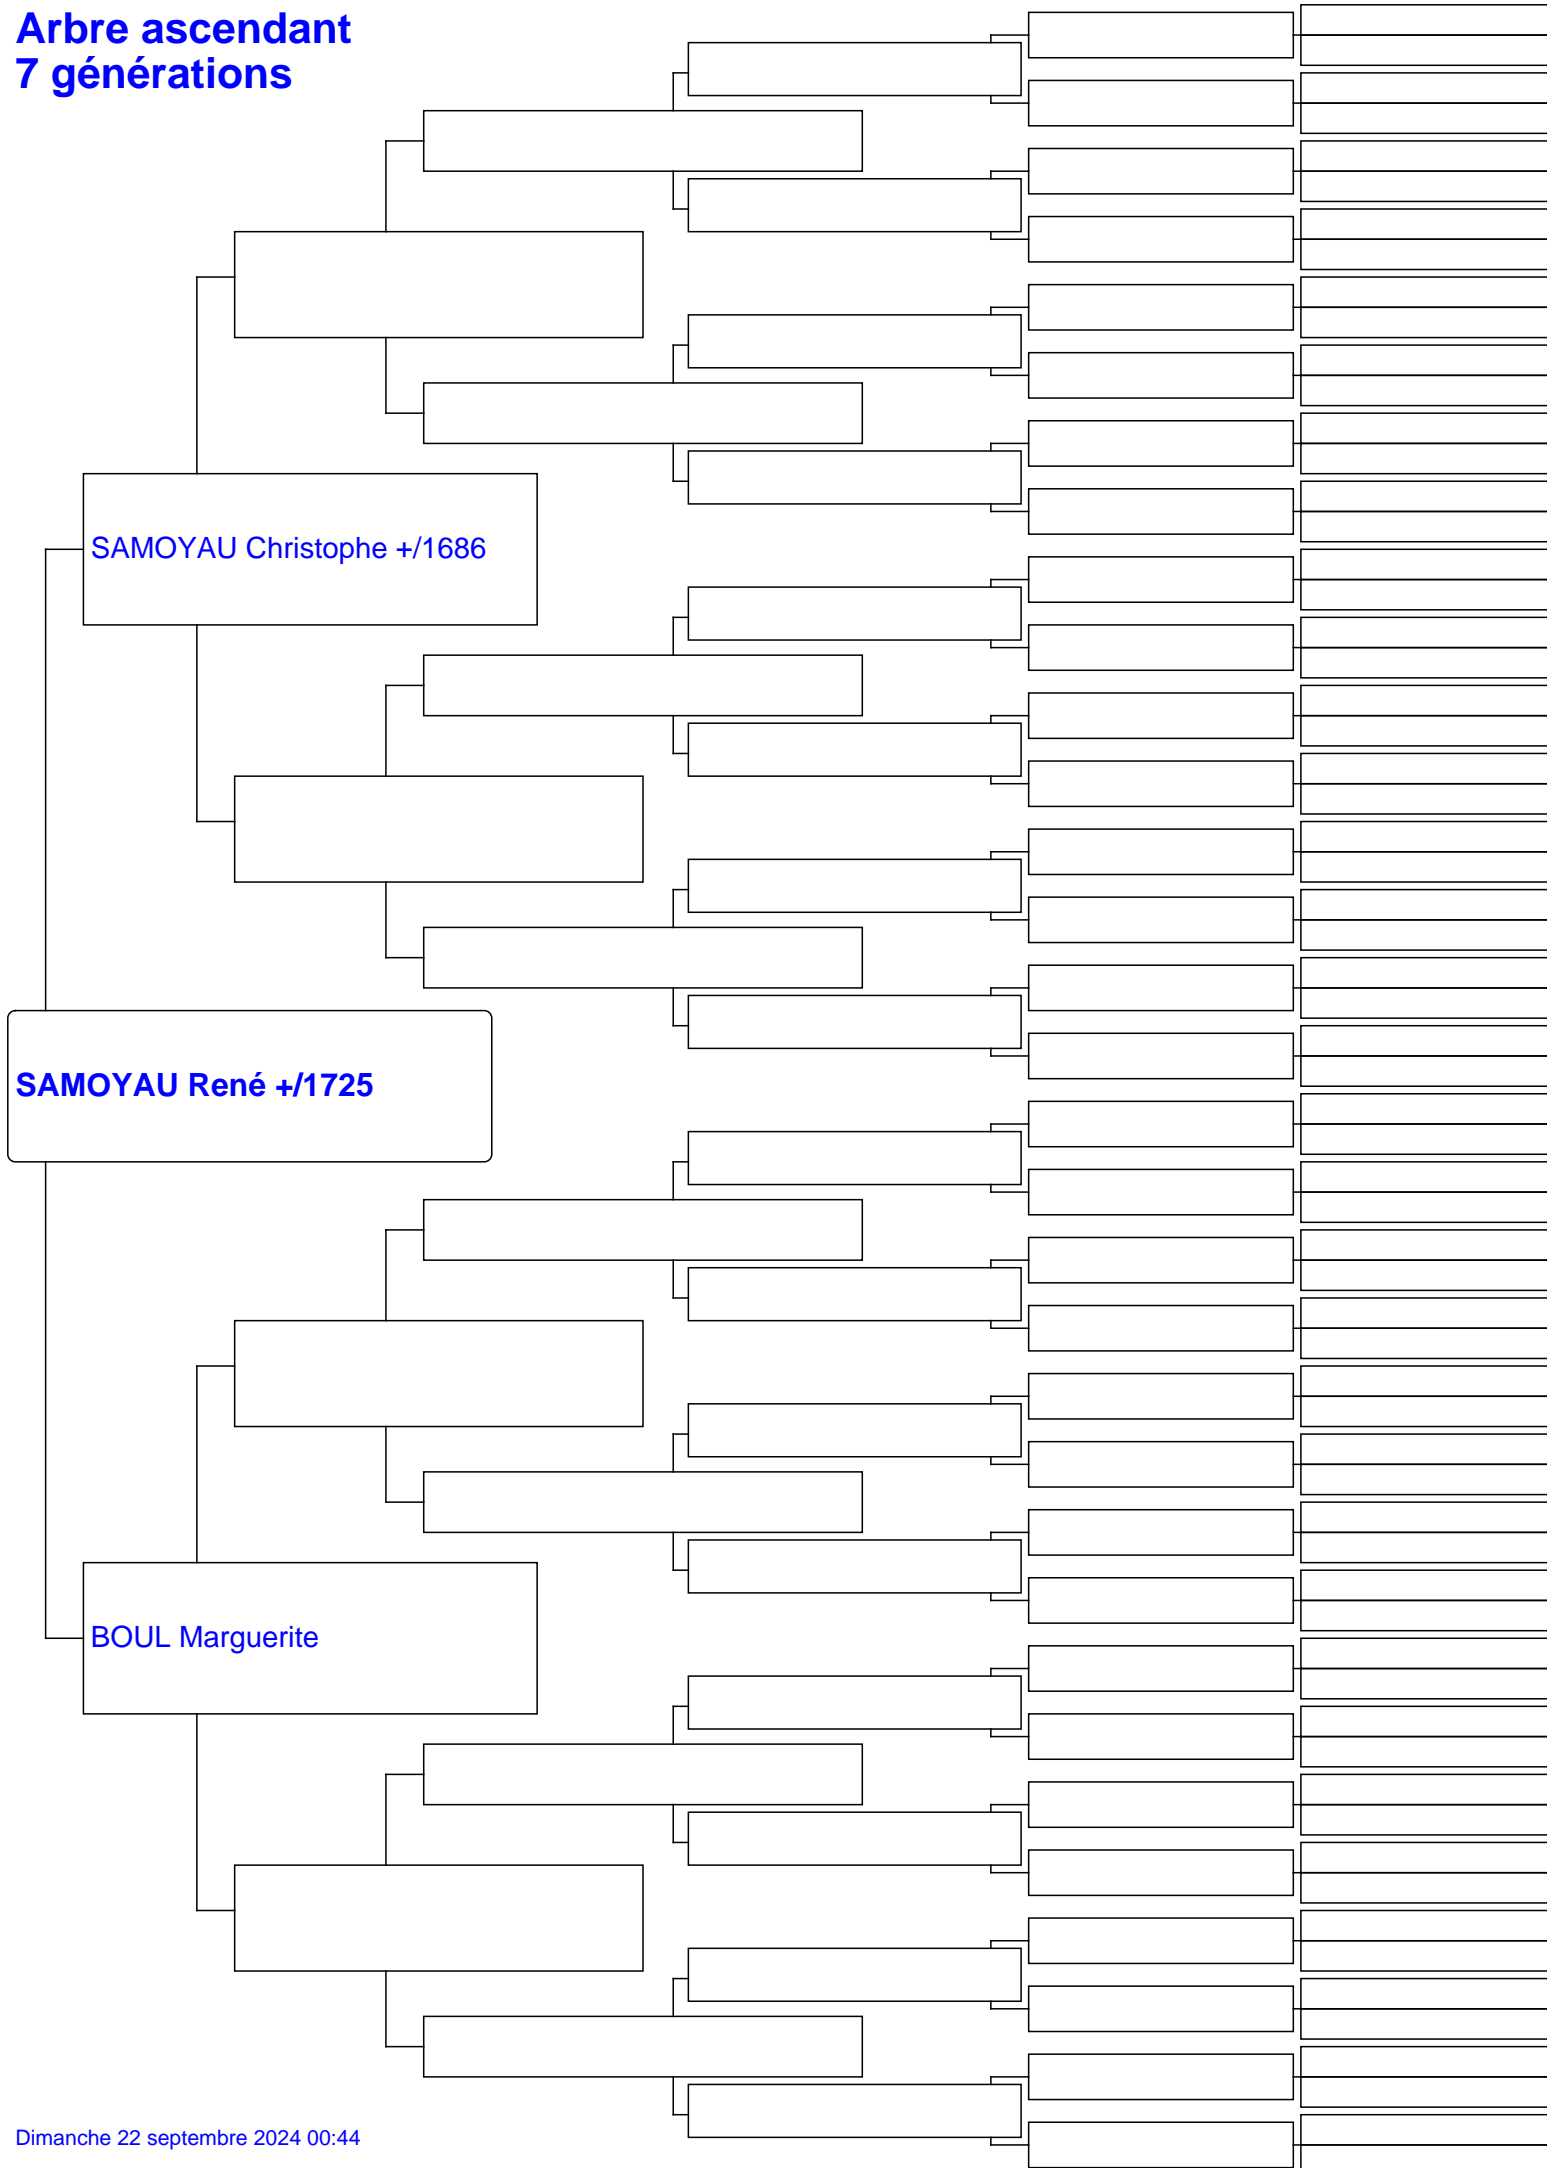 Arbre ascendant
7 générations
SAMOYAU Christophe +/1686
SAMOYAU René +/1725
BOUL Marguerite
Dimanche 22 septembre 2024 00:44